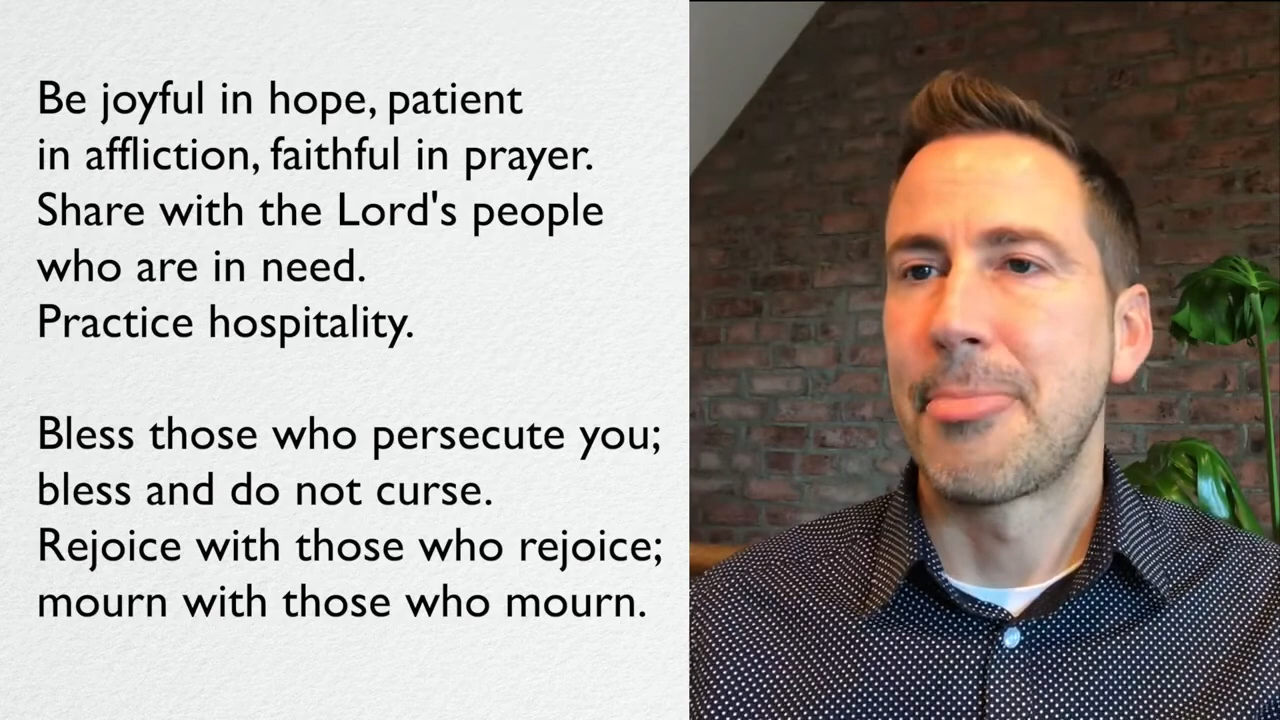 Be joyful in hope, patient
in affliction, faithful in prayer.
Share with the Lord's people
who are in need.
Practice hospitality.
Bless those who persecute you;
bless and do not curse.
Rejoice with those who rejoice;
mourn with those who mourn.